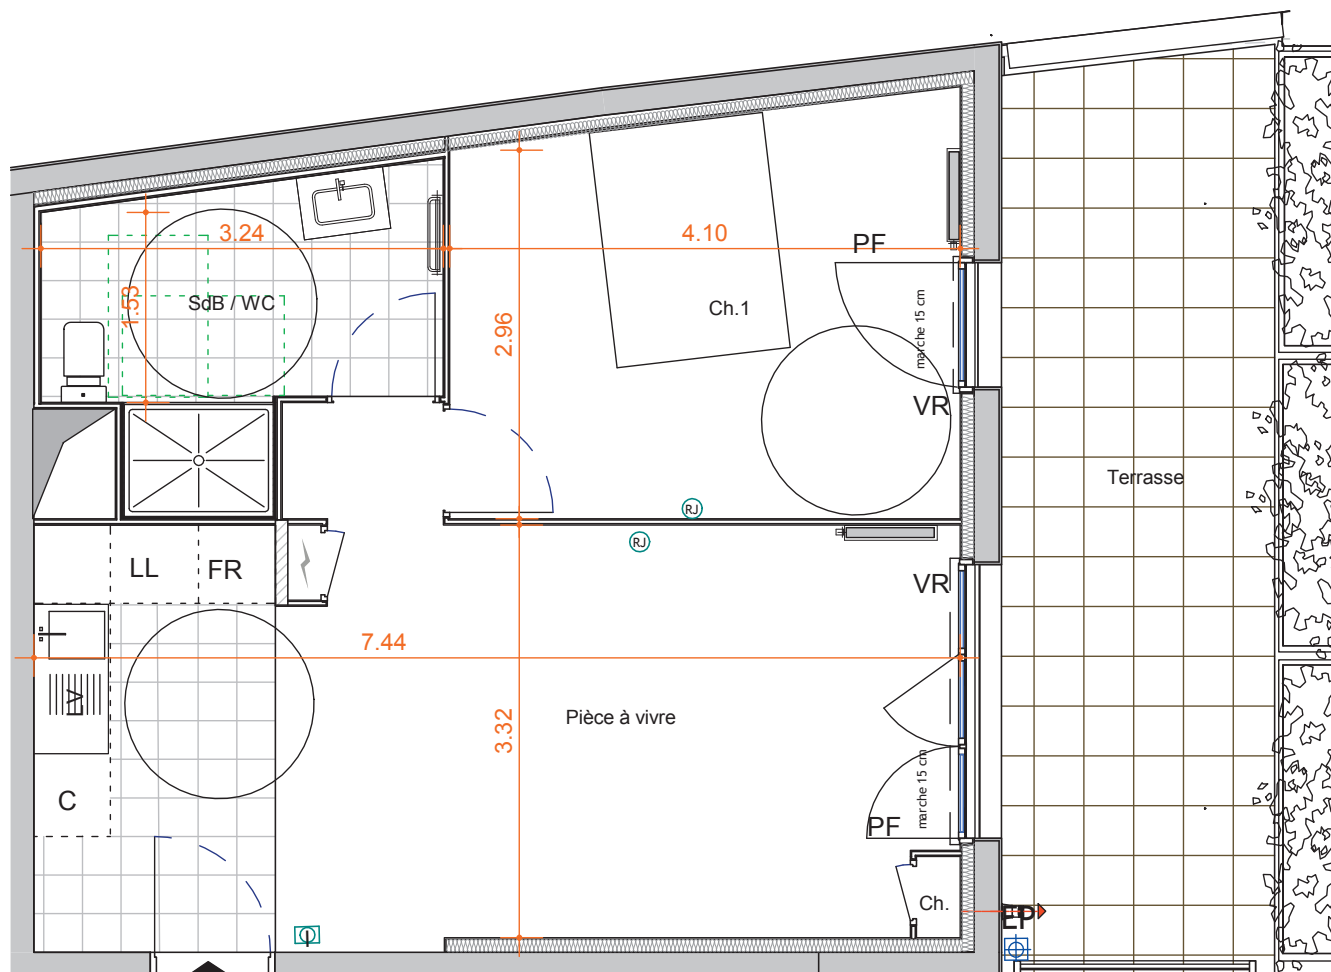 3.24
4.10
PF
1.53
SdB / WC
Ch.1
2.96
marche 15 cm
VR
Terrasse
RJ
RJ
LL
FR
VR
7.44
LV
Pièce à vivre
3.32
marche 15 cm
C
PF
Ch.
EP